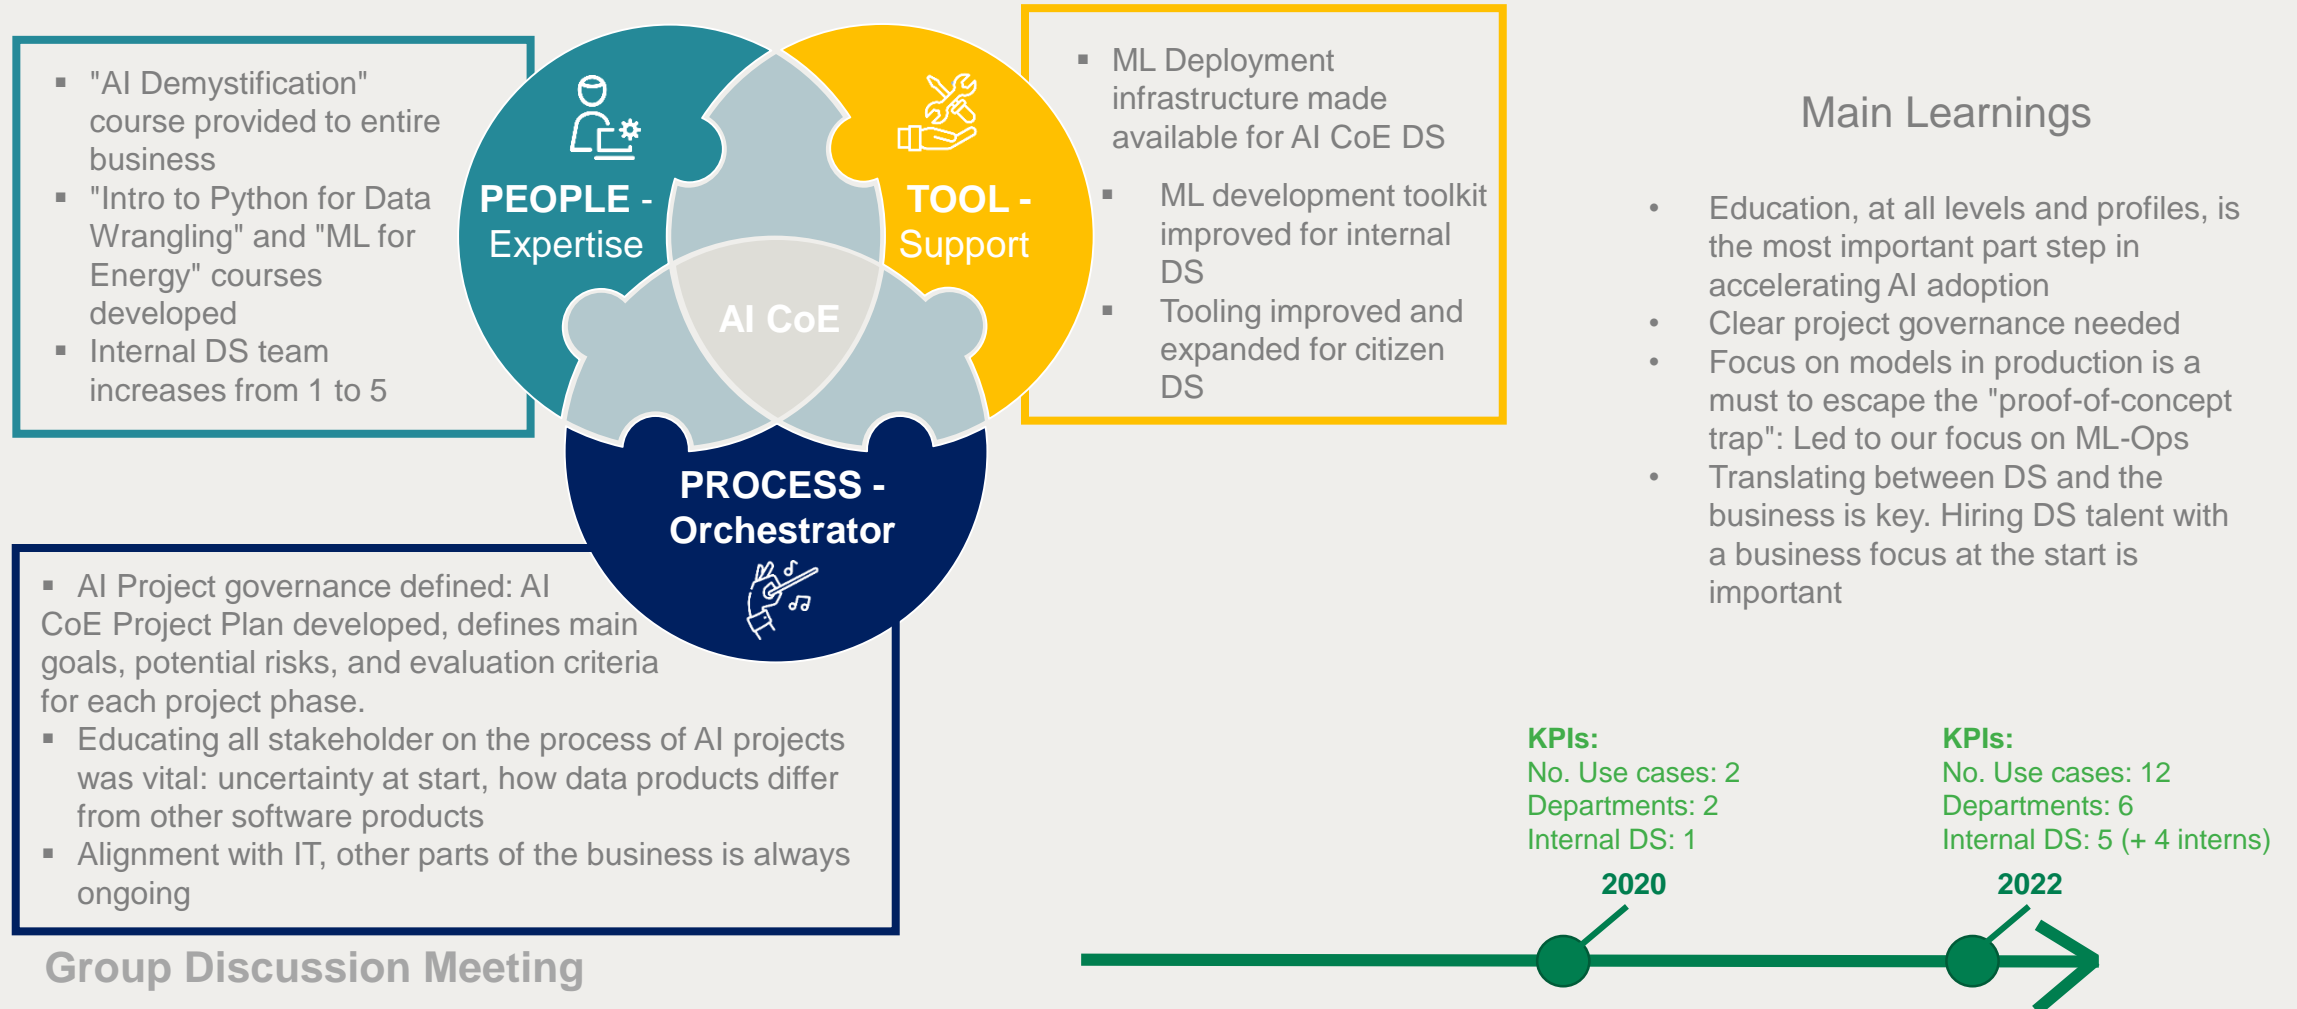 ▪ "AI Demystification"
course provided to entire
business
▪ "Intro to Python for Data
Wrangling" and "ML for
Energy" courses
developed
▪ Internal DS team
increases from 1 to 5
PEOPLE -
Expertise
TOOL -
Support
AI CoE
PROCESS -
Orchestrator
▪ ML Deployment
infrastructure made
available for AI CoE DS
▪ ML development toolkit
improved for internal
DS
▪ Tooling improved and
expanded for citizen
DS
▪ AI Project governance defined: AI
CoE Project Plan developed, defines main
goals, potential risks, and evaluation criteria
for each project phase.
▪ Educating all stakeholder on the process of AI projects
was vital: uncertainty at start, how data products differ
from other software products
▪ Alignment with IT, other parts of the business is always
ongoing
Main Learnings
• Education, at all levels and profiles, is
the most important part step in
accelerating AI adoption
• Clear project governance needed
• Focus on models in production is a
must to escape the "proof-of-concept
trap": Led to our focus on ML-Ops
• Translating between DS and the
business is key. Hiring DS talent with
a business focus at the start is
important
KPIs:
No. Use cases: 2
Departments: 2
Internal DS: 1
2020
KPIs:
No. Use cases: 12
Departments: 6
Internal DS: 5 (+ 4 interns)
2022
Group Discussion Meeting